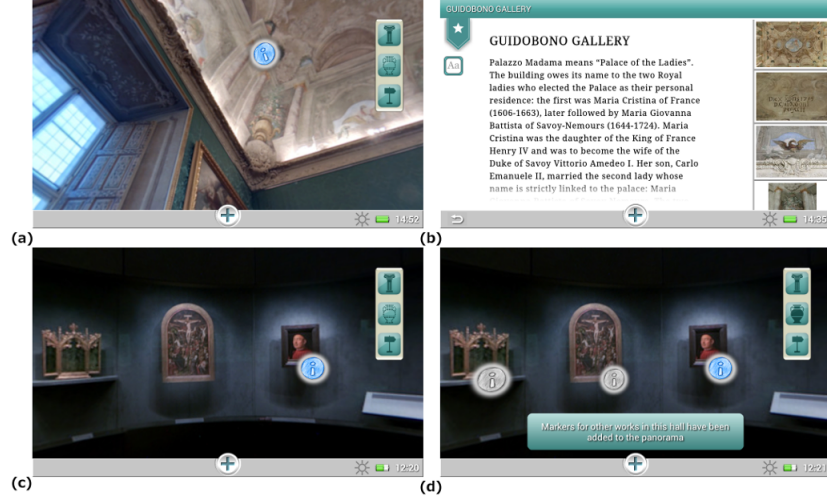 14:52
(a)
GUIDOBONO GALLERY
GUIDOBONO GALLERY
Aa
Palazzo Madama means “Palace of the Ladies”.
The building owes its name to the two Royal
ladies who elected the Palace as their personal
residence: the first was Maria Cristina of France
(1606-1663), later followed by Maria Giovanna
Battista of Savoy-Nemours (1644-1724). Maria
Cristina was the daughter of the King of France
Henry IV and was to become the wife of the
Duke of Savoy Vittorio Amedeo I. Her son, Carlo
Emanuele II, married the second lady whose
name is strictly linked to the palace: Maria
14:35
(b)
12:20
(c)
Markers for other works in this hall have been
added to the panorama
12:21
(d)